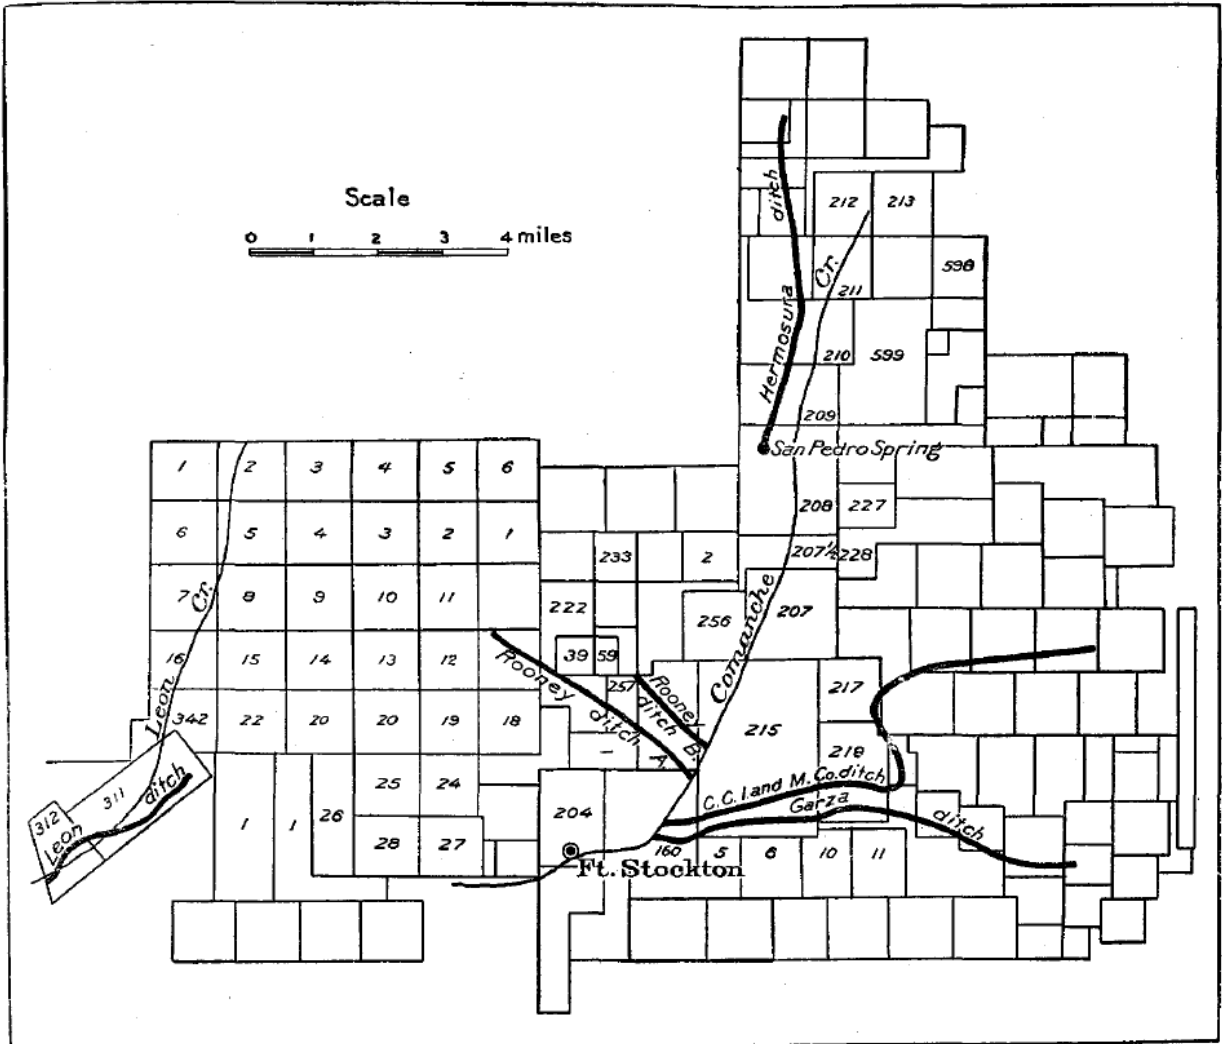 Scale
0 1 2 3 4 miles
212 213
ditch
Cr.
598
211
Hermosura
210 599
209
San Pedro Spring
1 2 3 4 5 6
208 227
6 5 4 3 2 1
233 2 207½ 228
7 Cr. 8 9 10 11
222 256 Comanche 207
16 15 14 13 12
39 59
Rooney ditch A.
257
Roone ditch B.
217
Leon
342 22 20 20 19 18
215
218
311 ditch
25 24
C.C.I. and M. Co. ditch
Garza ditch
312
Leon
1 1 26
204
28 27
160 5 6 10 11
Ft. Stockton